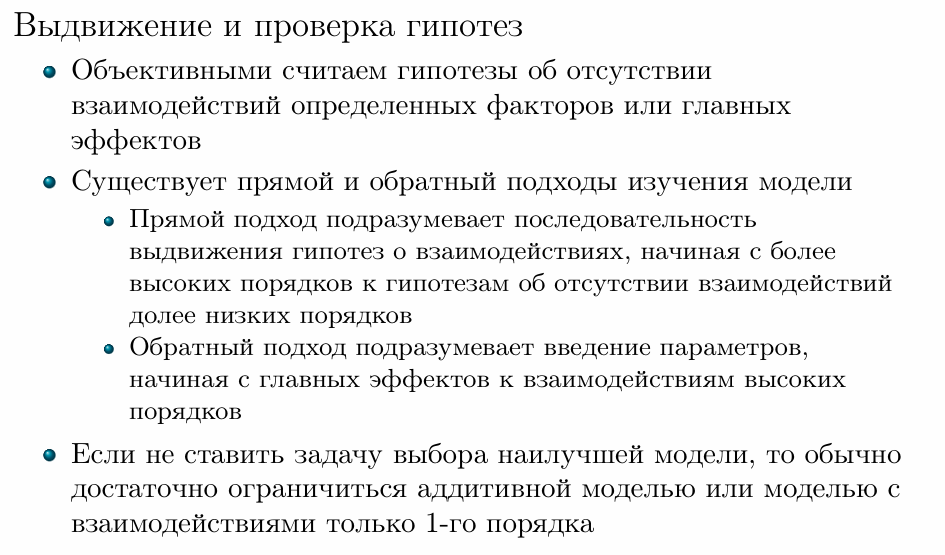 Выдвижение и проверка гипотез
Объективными считаем гипотезы об отсутствии
взаимодействий определенных факторов или главных
эффектов
Существует прямой и обратный подходы изучения модели
Прямой подход подразумевает последовательность
выдвижения гипотез о взаимодействиях, начиная с более
высоких порядков к гипотезам об отсутствии взаимодействий
долее низких порядков
Обратный подход подразумевает введение параметров,
начиная с главных эффектов к взаимодействиям высоких
порядков
Если не ставить задачу выбора наилучшей модели, то обычно
достаточно ограничиться аддитивной моделью или моделью с
взаимодействиями только 1-го порядка